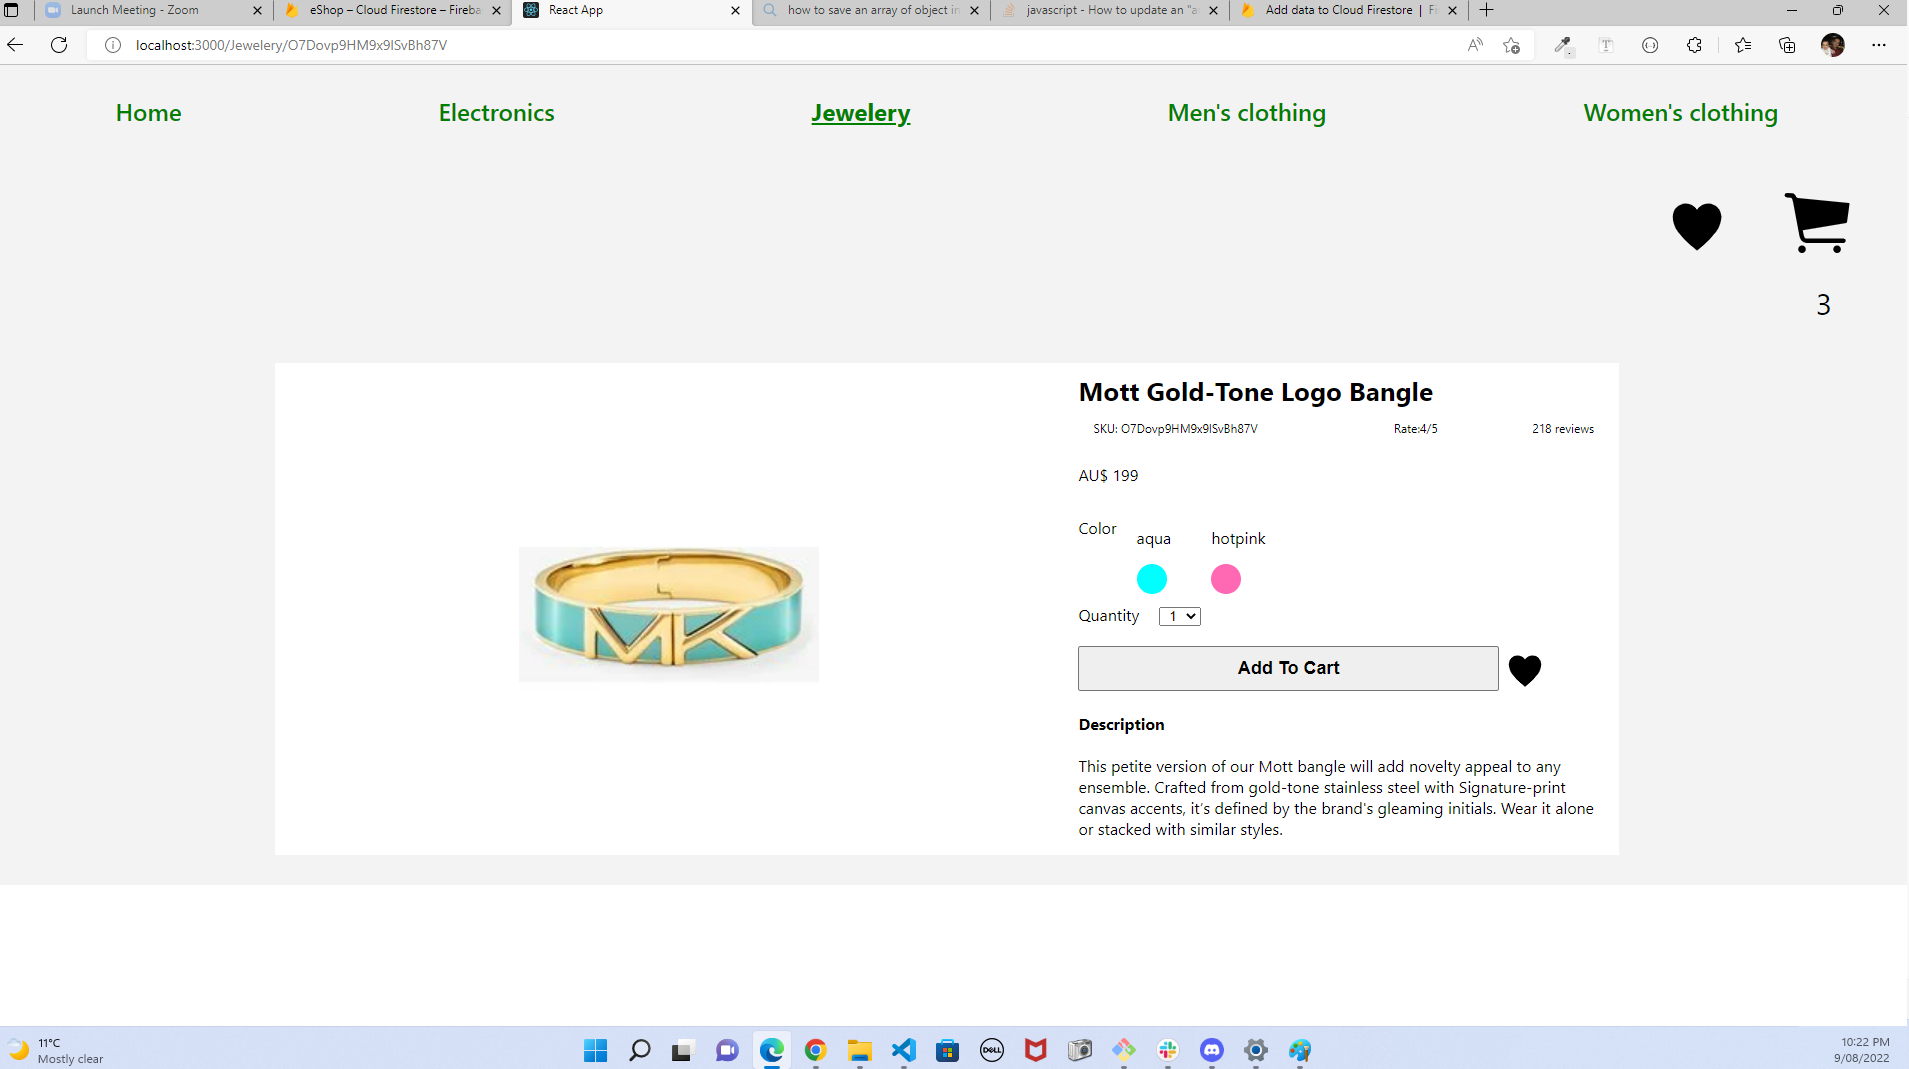 Launch Meeting - Zoom
eShop – Cloud Firestore – Fireba
React App
how to save an array of object in
javascript - How to update an "a
Add data to Cloud Firestore | Fi
localhost:3000/Jewelery/O7Dovp9HM9x9ISvBh87V
Home Electronics Jewelery Men's clothing Women's clothing
3
Mott Gold-Tone Logo Bangle
SKU: O7Dovp9HM9x9ISvBh87V Rate:4/5 218 reviews
AU$ 199
Color
aqua hotpink
Quantity 1
Add To Cart
MK
Description
This petite version of our Mott bangle will add novelty appeal to any
ensemble. Crafted from gold-tone stainless steel with Signature-print
canvas accents, it's defined by the brand's gleaming initials. Wear it alone
or stacked with similar styles.
11°C
Mostly clear
DELL
10:22 PM
9/08/2022